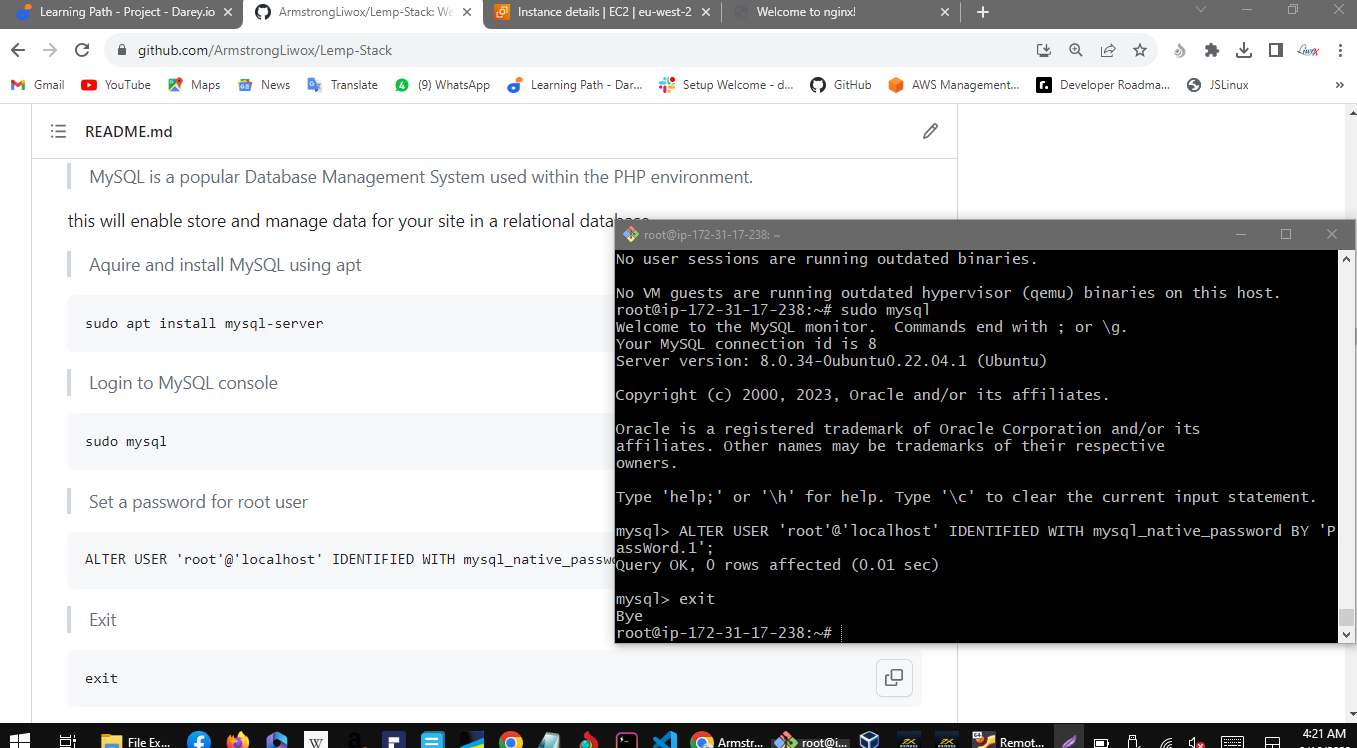 Learning Path - Project - Darey.io
ArmstrongLiwox/Lemp-Stack: We
Instance details | EC2 | eu-west-2
Welcome to nginx!
github.com/ArmstrongLiwox/Lemp-Stack
Gmail
YouTube
Maps
News
Translate
(9) WhatsApp
Learning Path - Dar...
Setup Welcome - d...
GitHub
AWS Management...
Developer Roadma...
JSLinux
README.md
MySQL is a popular Database Management System used within the PHP environment.
this will enable store and manage data for your site in a relational database
Aquire and install MySQL using apt
sudo apt install mysql-server
Login to MySQL console
sudo mysql
Set a password for root user
ALTER USER 'root'@'localhost' IDENTIFIED WITH mysql_native_passwo
Exit
exit
root@ip-172-31-17-238: ~
No user sessions are running outdated binaries.
No VM guests are running outdated hypervisor (qemu) binaries on this host.
root@ip-172-31-17-238:~# sudo mysql
Welcome to the MySQL monitor.  Commands end with ; or \g.
Your MySQL connection id is 8
Server version: 8.0.34-0ubuntu0.22.04.1 (Ubuntu)
Copyright (c) 2000, 2023, Oracle and/or its affiliates.
Oracle is a registered trademark of Oracle Corporation and/or its
affiliates. Other names may be trademarks of their respective
owners.
Type 'help;' or '\h' for help. Type '\c' to clear the current input statement.
mysql> ALTER USER 'root'@'localhost' IDENTIFIED WITH mysql_native_password BY 'P
assWord.1';
Query OK, 0 rows affected (0.01 sec)
mysql> exit
Bye
root@ip-172-31-17-238:~#
File Ex...
Armstr...
root@i...
Remot...
4:21 AM